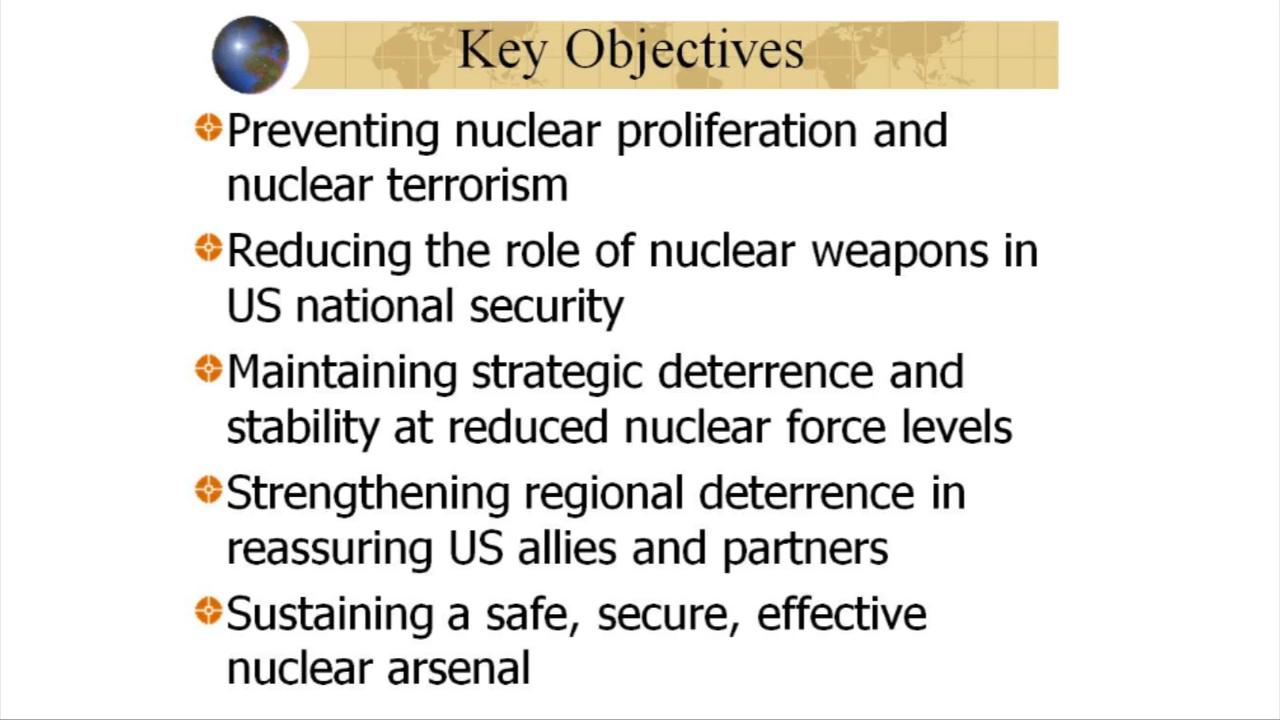 Key Objectives
Preventing nuclear proliferation and
nuclear terrorism
Reducing the role of nuclear weapons in
US national security
Maintaining strategic deterrence and
stability at reduced nuclear force levels
Strengthening regional deterrence in
reassuring US allies and partners
Sustaining a safe, secure, effective
nuclear arsenal